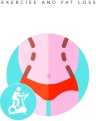 EXERCISE AND FAT LOSS